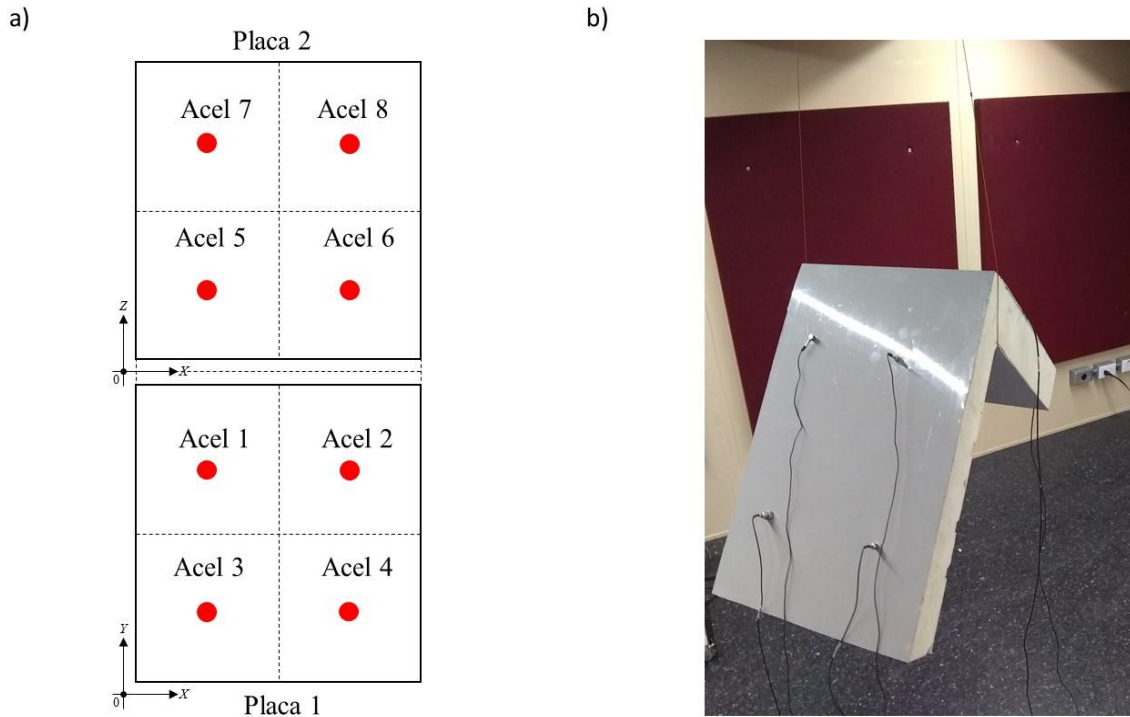 a)
b)
Placa 2
Acel 7
Acel 8
Acel 5
Acel 6
Z
0
X
Acel 1
Acel 2
Acel 3
Acel 4
Y
0
X
Placa 1